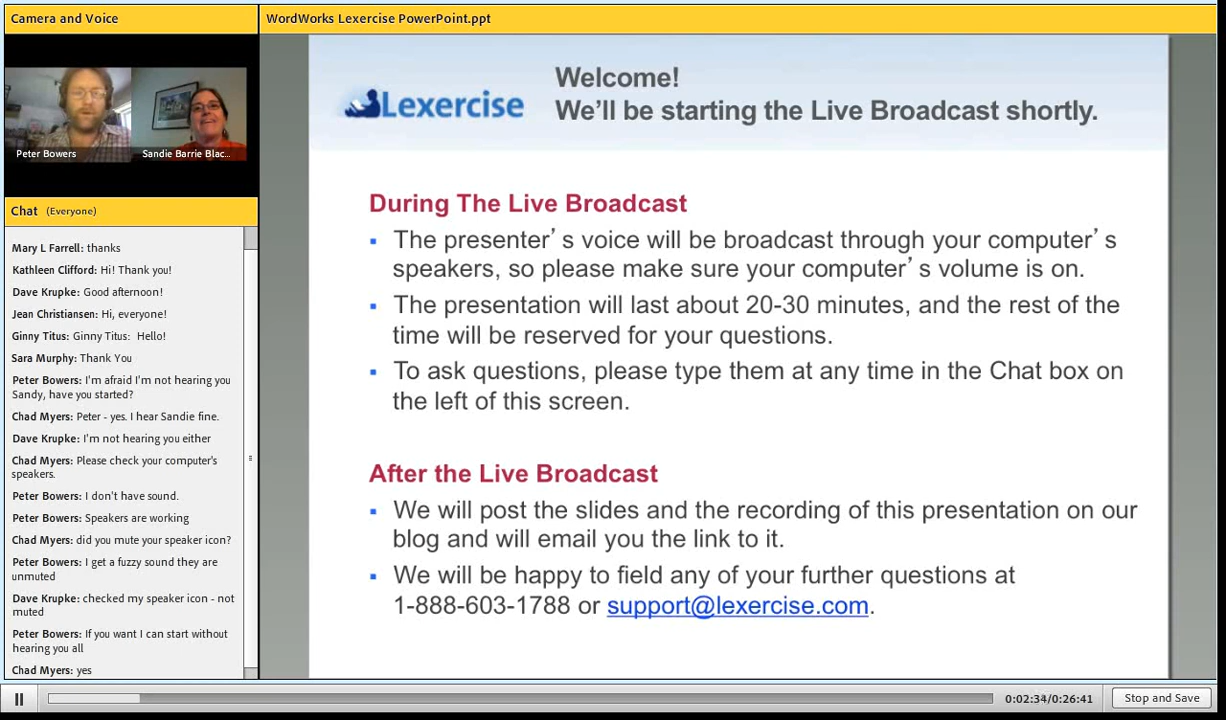 Camera and Voice
WordWorks Lexercise PowerPoint.ppt
Peter Bowers
Sandie Barrie Blac...
Chat (Everyone)
Mary L Farrell: thanks
Kathleen Clifford: Hi! Thank you!
Dave Krupke: Good afternoon!
Jean Christiansen: Hi, everyone!
Ginny Titus: Ginny Titus: Hello!
Sara Murphy: Thank You
Peter Bowers: I'm afraid I'm not hearing you
Sandy, have you started?
Chad Myers: Peter - yes. I hear Sandie fine.
Dave Krupke: I'm not hearing you either
Chad Myers: Please check your computer's
speakers.
Peter Bowers: I don't have sound.
Peter Bowers: Speakers are working
Chad Myers: did you mute your speaker icon?
Peter Bowers: I get a fuzzy sound they are
unmuted
Dave Krupke: checked my speaker icon - not
muted
Peter Bowers: If you want I can start without
hearing you all
Chad Myers: yes
Lexercise
Welcome!
We'll be starting the Live Broadcast shortly.
During The Live Broadcast
▪ The presenter's voice will be broadcast through your computer's
speakers, so please make sure your computer's volume is on.
▪ The presentation will last about 20-30 minutes, and the rest of the
time will be reserved for your questions.
▪ To ask questions, please type them at any time in the Chat box on
the left of this screen.
After the Live Broadcast
▪ We will post the slides and the recording of this presentation on our
blog and will email you the link to it.
▪ We will be happy to field any of your further questions at
1-888-603-1788 or support@lexercise.com.
0:02:34/0:26:41
Stop and Save